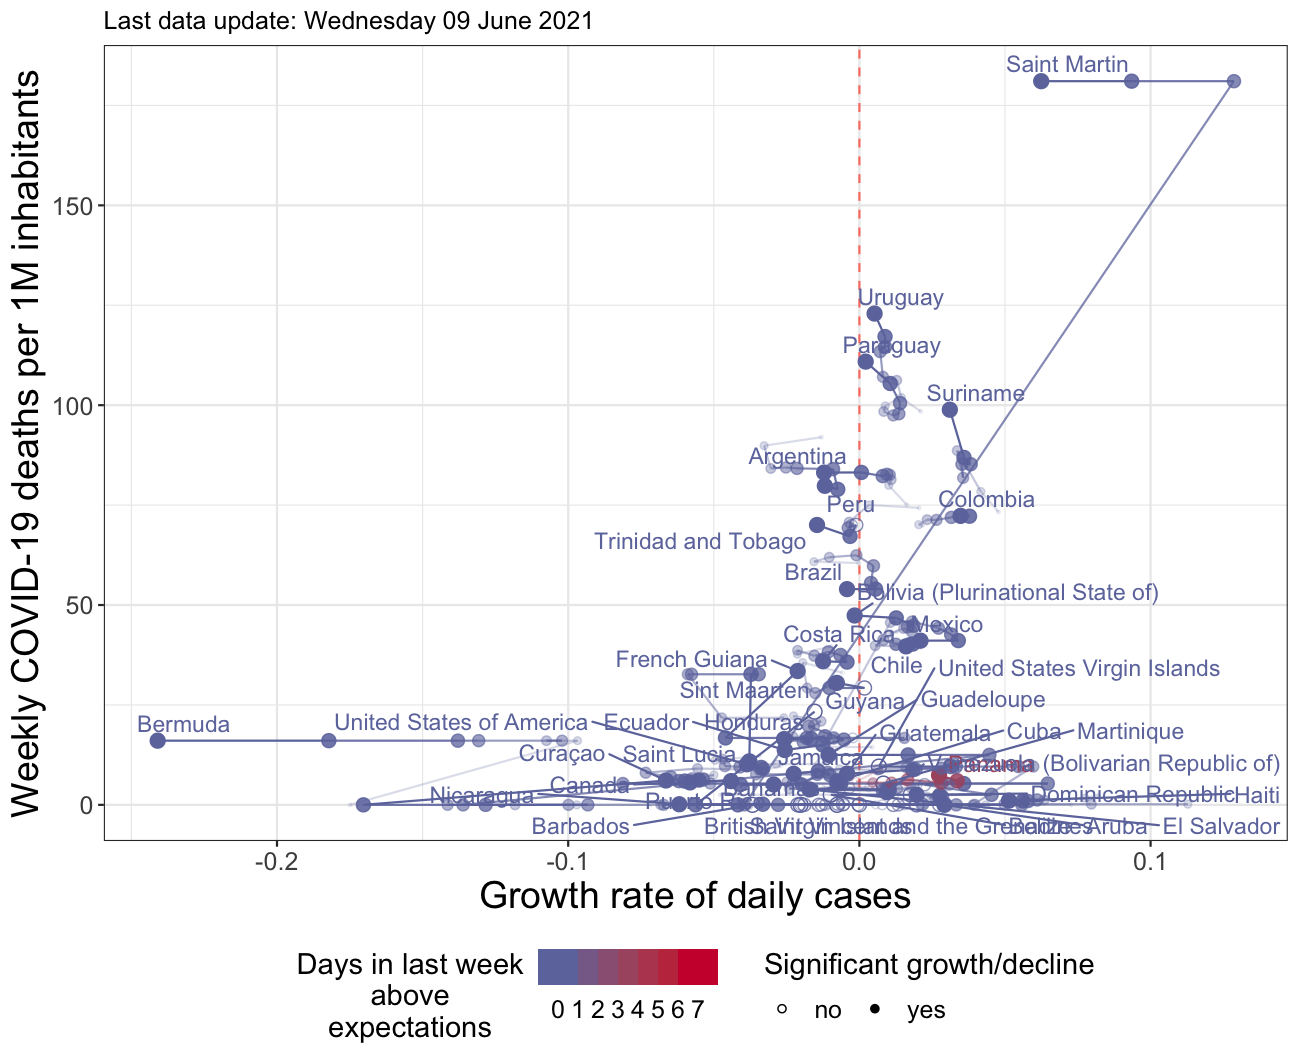 Last data update: Wednesday 09 June 2021
Weekly COVID-19 deaths per 1M inhabitants
150
100
50
0
Saint Martin
Uruguay
Paraguay
Suriname
Argentina
Colombia
Peru
Trinidad and Tobago
Brazil
Bolivia (Plurinational State of)
Mexico
Costa Rica
French Guiana
Chile
United States Virgin Islands
Sint Maarten
Guyana
Guadeloupe
Bermuda
United States of America
Ecuador
Honduras
Guatemala
Cuba
Martinique
Curaçao
Saint Lucia
Jamaica
Venezuela (Bolivarian Republic of)
Canada
Nicaragua
Puerto Rico
Dominican Republic
Haiti
Barbados
British Virgin Islands
Saint Vincent and the Grenadines
Belize
Aruba
El Salvador
-0.2
-0.1
0.0
0.1
Growth rate of daily cases
Days in last week
above
expectations
0 1 2 3 4 5 6 7
Significant growth/decline
no
yes